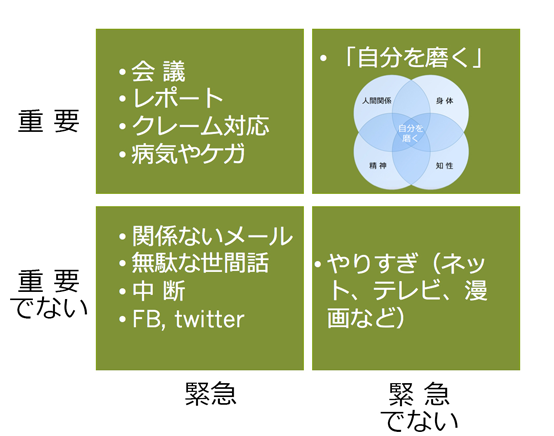 重 要
• 会 議
• レポート
• クレーム対応
• 病気やケガ
• 「自分を磨く」
人間関係
身 体
自分を
磨く
精 神
知 性
重 要
でない
• 関係ないメール
• 無駄な世間話
• 中 断
• FB, twitter
• やりすぎ（ネッ
ト、テレビ、漫
画など）
緊急
緊 急
でない